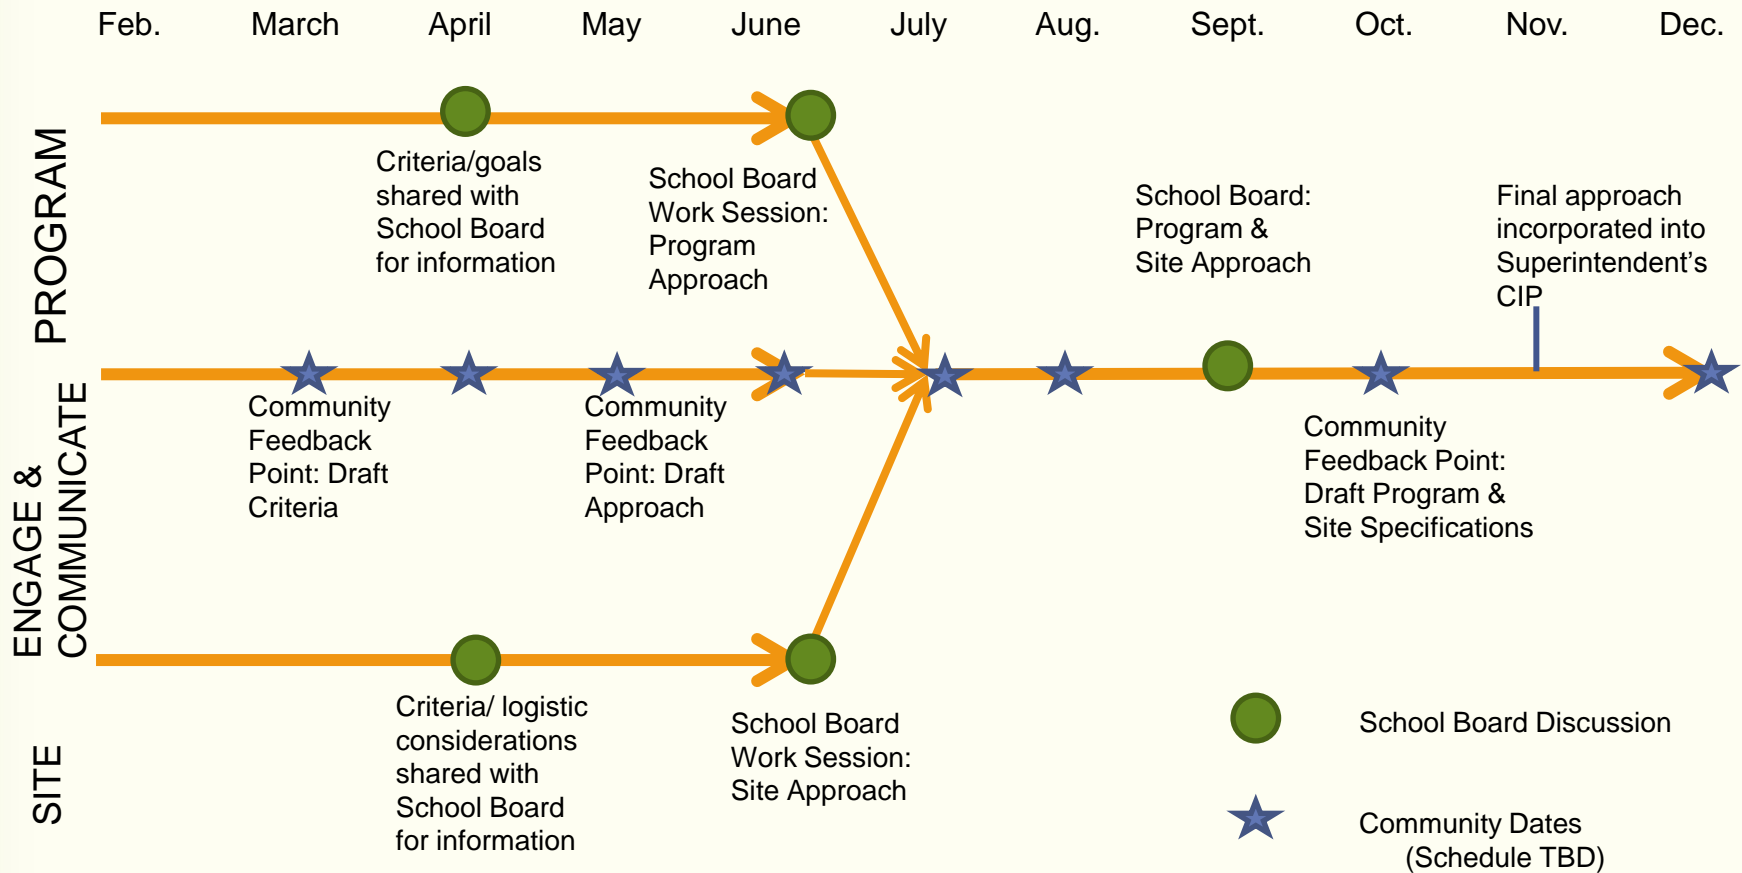 Feb. March April May June July Aug. Sept. Oct. Nov. Dec.
PROGRAM
Criteria/goals
shared with
School Board
for information
School Board
Work Session:
Program
Approach
School Board:
Program &
Site Approach
Final approach
incorporated into
Superintendent’s
CIP
ENGAGE &
COMMUNICATE
Community
Feedback
Point: Draft
Criteria
Community
Feedback
Point: Draft
Approach
Community
Feedback Point:
Draft Program &
Site Specifications
SITE
Criteria/ logistic
considerations
shared with
School Board
for information
School Board
Work Session:
Site Approach
School Board Discussion
Community Dates
(Schedule TBD)